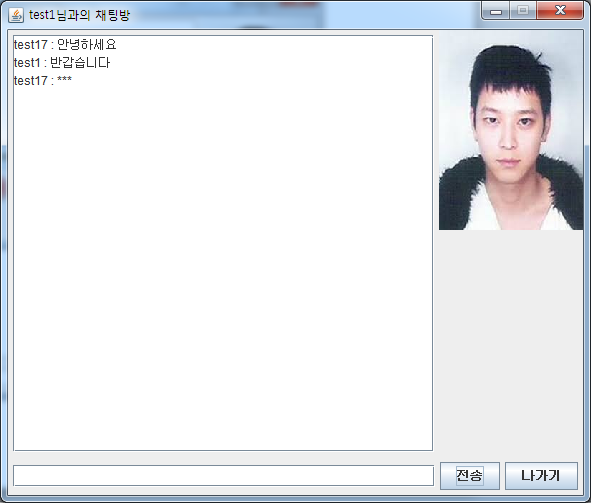 test1님과의 채팅방
test17 : 안녕하세요
test1 : 반갑습니다
test17 : ***
전송
나가기